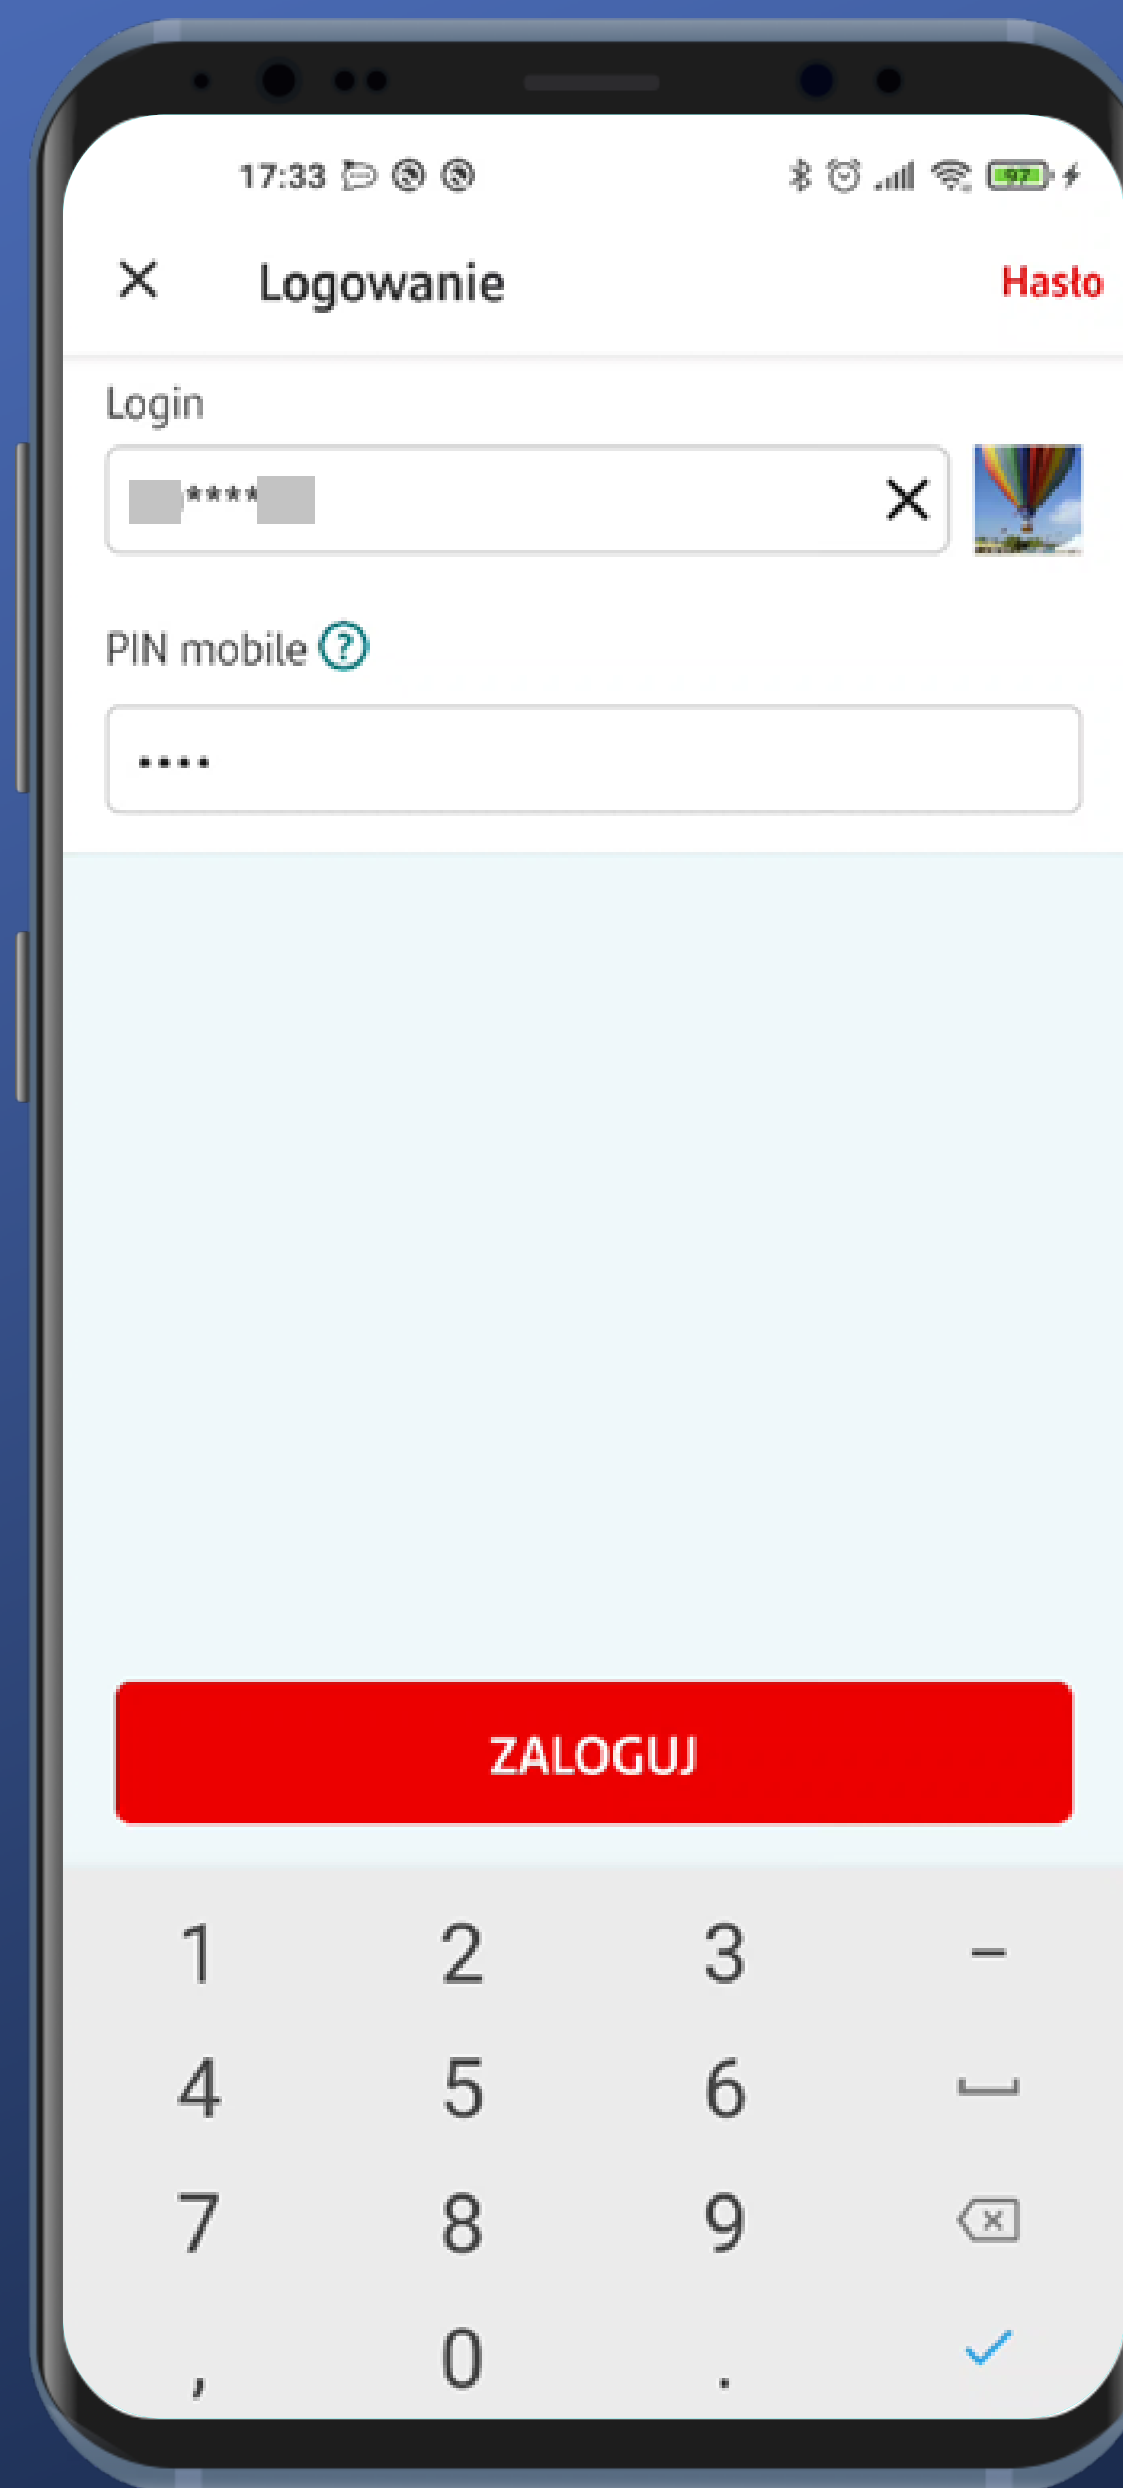 17:33 97
Logowanie Hasło
Login
****
PIN mobile ?
••••
ZALOGUJ
1 2 3 –
4 5 6
7 8 9
, 0 .